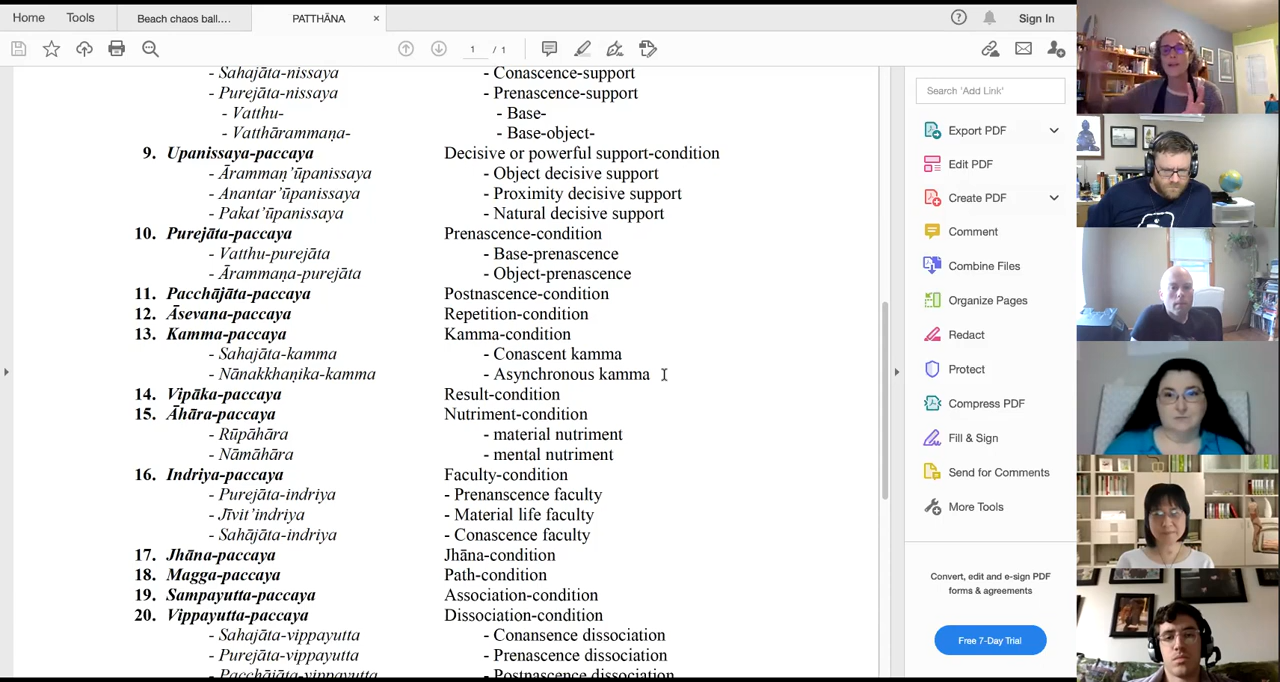 Home
Tools
Beach chaos ball....
PATTHĀNA
×
Sign In
1 / 1
- Sahajāta-nissaya - Conascence-support
- Purejāta-nissaya - Prenascence-support
- Vatthu- - Base-
- Vatthārammaṇa- - Base-object-
9. Upanissaya-paccaya Decisive or powerful support-condition
- Ārammaṇ'ūpanissaya - Object decisive support
- Anantar'ūpanissaya - Proximity decisive support
- Pakat'ūpanissaya - Natural decisive support
10. Purejāta-paccaya Prenascence-condition
- Vatthu-purejāta - Base-prenascence
- Ārammaṇa-purejāta - Object-prenascence
11. Pacchājāta-paccaya Postnascence-condition
12. Āsevana-paccaya Repetition-condition
13. Kamma-paccaya Kamma-condition
- Sahajāta-kamma - Conascent kamma
- Nānakkhaṇika-kamma - Asynchronous kamma
14. Vipāka-paccaya Result-condition
15. Āhāra-paccaya Nutriment-condition
- Rūpāhāra - material nutriment
- Nāmāhāra - mental nutriment
16. Indriya-paccaya Faculty-condition
- Purejāta-indriya - Prenanscence faculty
- Jīvit'indriya - Material life faculty
- Sahājāta-indriya - Conascence faculty
17. Jhāna-paccaya Jhāna-condition
18. Magga-paccaya Path-condition
19. Sampayutta-paccaya Association-condition
20. Vippayutta-paccaya Dissociation-condition
- Sahajāta-vippayutta - Conansence dissociation
- Purejāta-vippayutta - Prenascence dissociation
- Pacchājāta-vippayutta - Postnascence dissociation
Search 'Add Link'
Export PDF
Edit PDF
Create PDF
Comment
Combine Files
Organize Pages
Redact
Protect
Compress PDF
Fill & Sign
Send for Comments
More Tools
Convert, edit and e-sign PDF
forms & agreements
Free 7-Day Trial